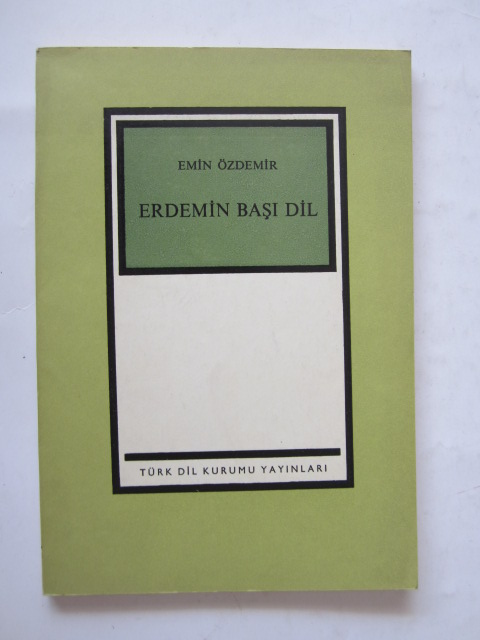 EMİN ÖZDEMİR
ERDEMİN BAŞI DİL
TÜRK DİL KURUMU YAYINLARI